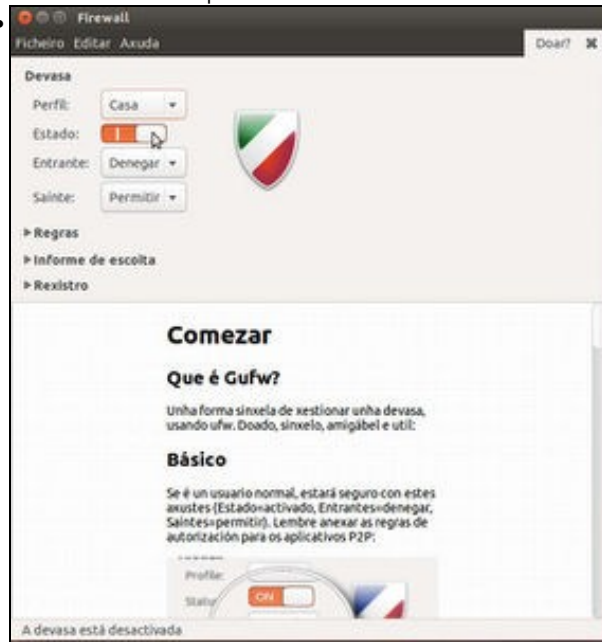 Firewall
Ficheiro Editar Axuda
Doar?
Devasa
Perfil: Casa
Estado:
Entrante: Denegar
Sainte: Permitir
Regras
Informe de escolta
Rexistro
Comezar
Que é Gufw?
Unha forma sinxela de xestionar unha devasa,
usando ufw. Doado, sinxelo, amigábel e util:
Básico
Se é un usuario normal, estará seguro con estes
axustes (Estado=activado, Entrantes=denegar,
Saintes=permitir). Lembre anexar as regras de
autorización para os aplicativos P2P:
Profile:
Status
ON
A devasa está desactivada